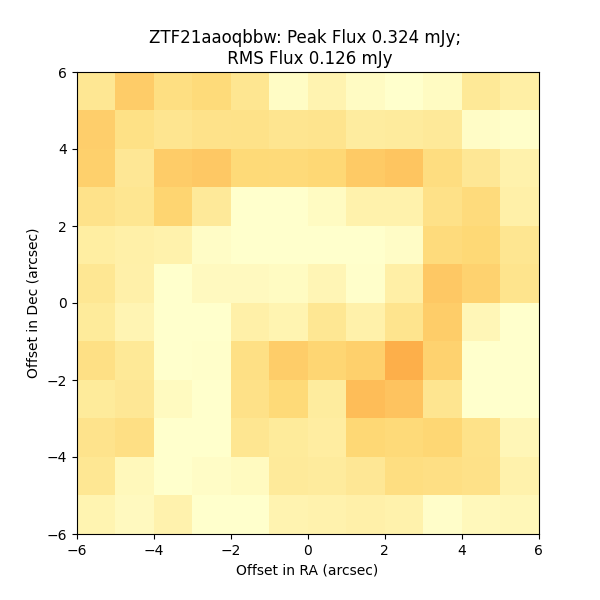 ZTF21aaoqbbw: Peak Flux 0.324 mJy;
RMS Flux 0.126 mJy
6
4
2
0
−2
−4
−6
Offset in Dec (arcsec)
−6 −4 −2 0 2 4 6
Offset in RA (arcsec)